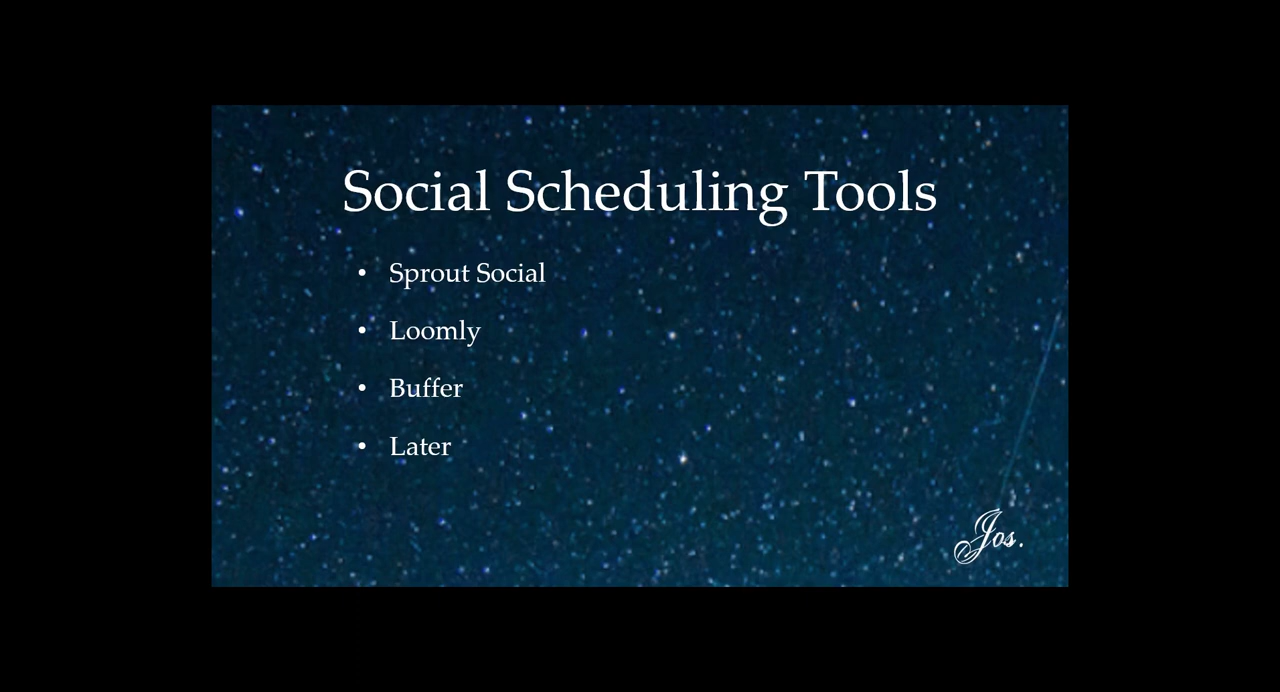 Social Scheduling Tools
• Sprout Social
• Loomly
• Buffer
• Later
Jos.